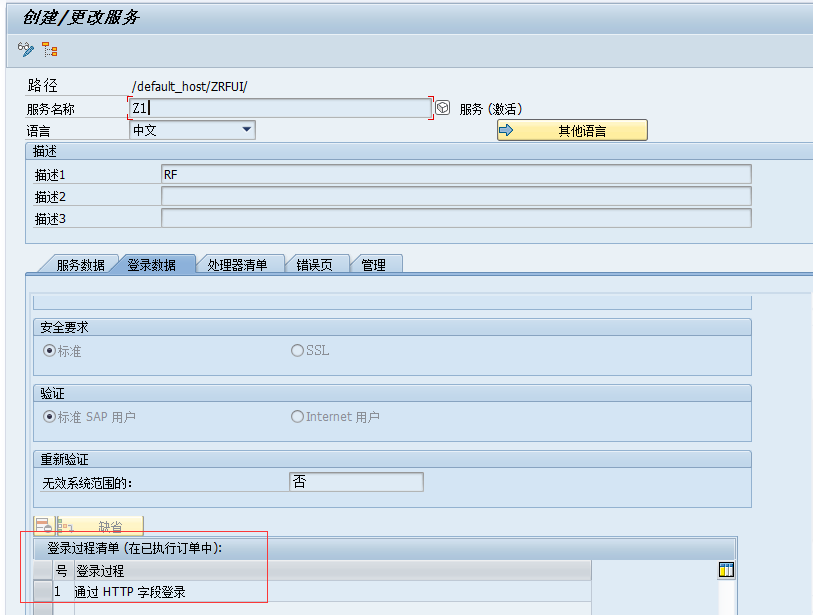 创建/更改服务
路径 /default_host/ZRFUI/
服务名称 Z1 服务 (激活)
语言 中文 其他语言
描述
描述1 RF
描述2
描述3
服务数据 登录数据 处理器清单 错误页 管理
安全要求
标准 SSL
验证
标准 SAP 用户 Internet 用户
重新验证
无效系统范围的: 否
缺省
登录过程清单 (在已执行订单中):
号 登录过程
1 通过 HTTP 字段登录